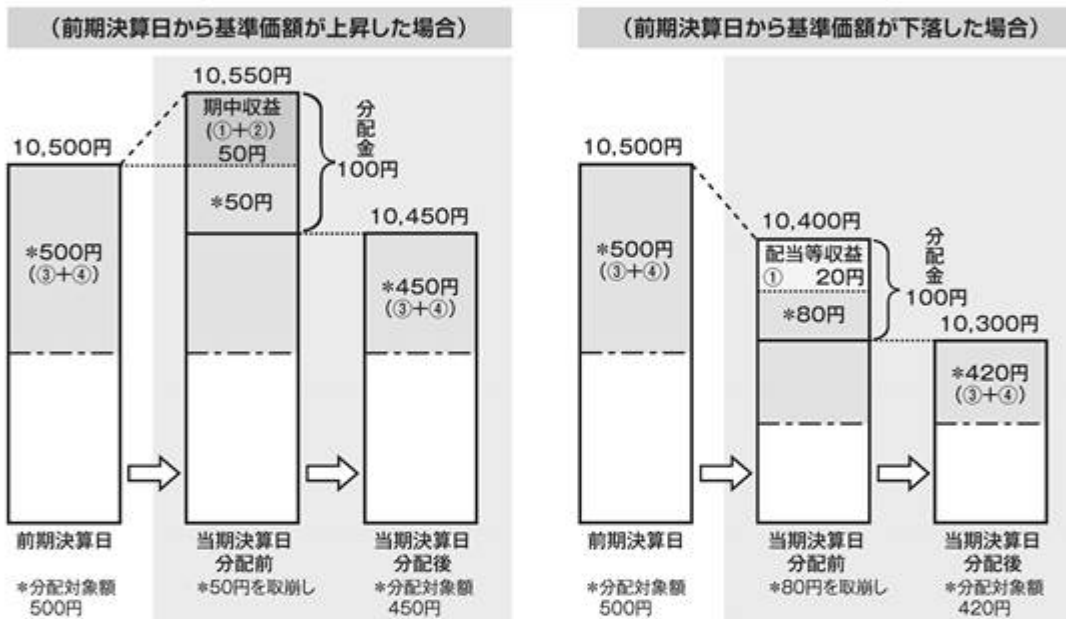 (前期決算日から基準価額が上昇した場合)
10,550円
期中収益
(①+②)
50円
*50円
分配金
100円
10,500円
*500円
(③+④)
10,450円
*450円
(③+④)
前期決算日
*分配対象額
500円
当期決算日
分配前
*50円を取崩し
当期決算日
分配後
*分配対象額
450円
(前期決算日から基準価額が下落した場合)
10,500円
*500円
(③+④)
10,400円
配当等収益
① 20円
*80円
分配金
100円
10,300円
*420円
(③+④)
前期決算日
*分配対象額
500円
当期決算日
分配前
*80円を取崩し
当期決算日
分配後
*分配対象額
420円